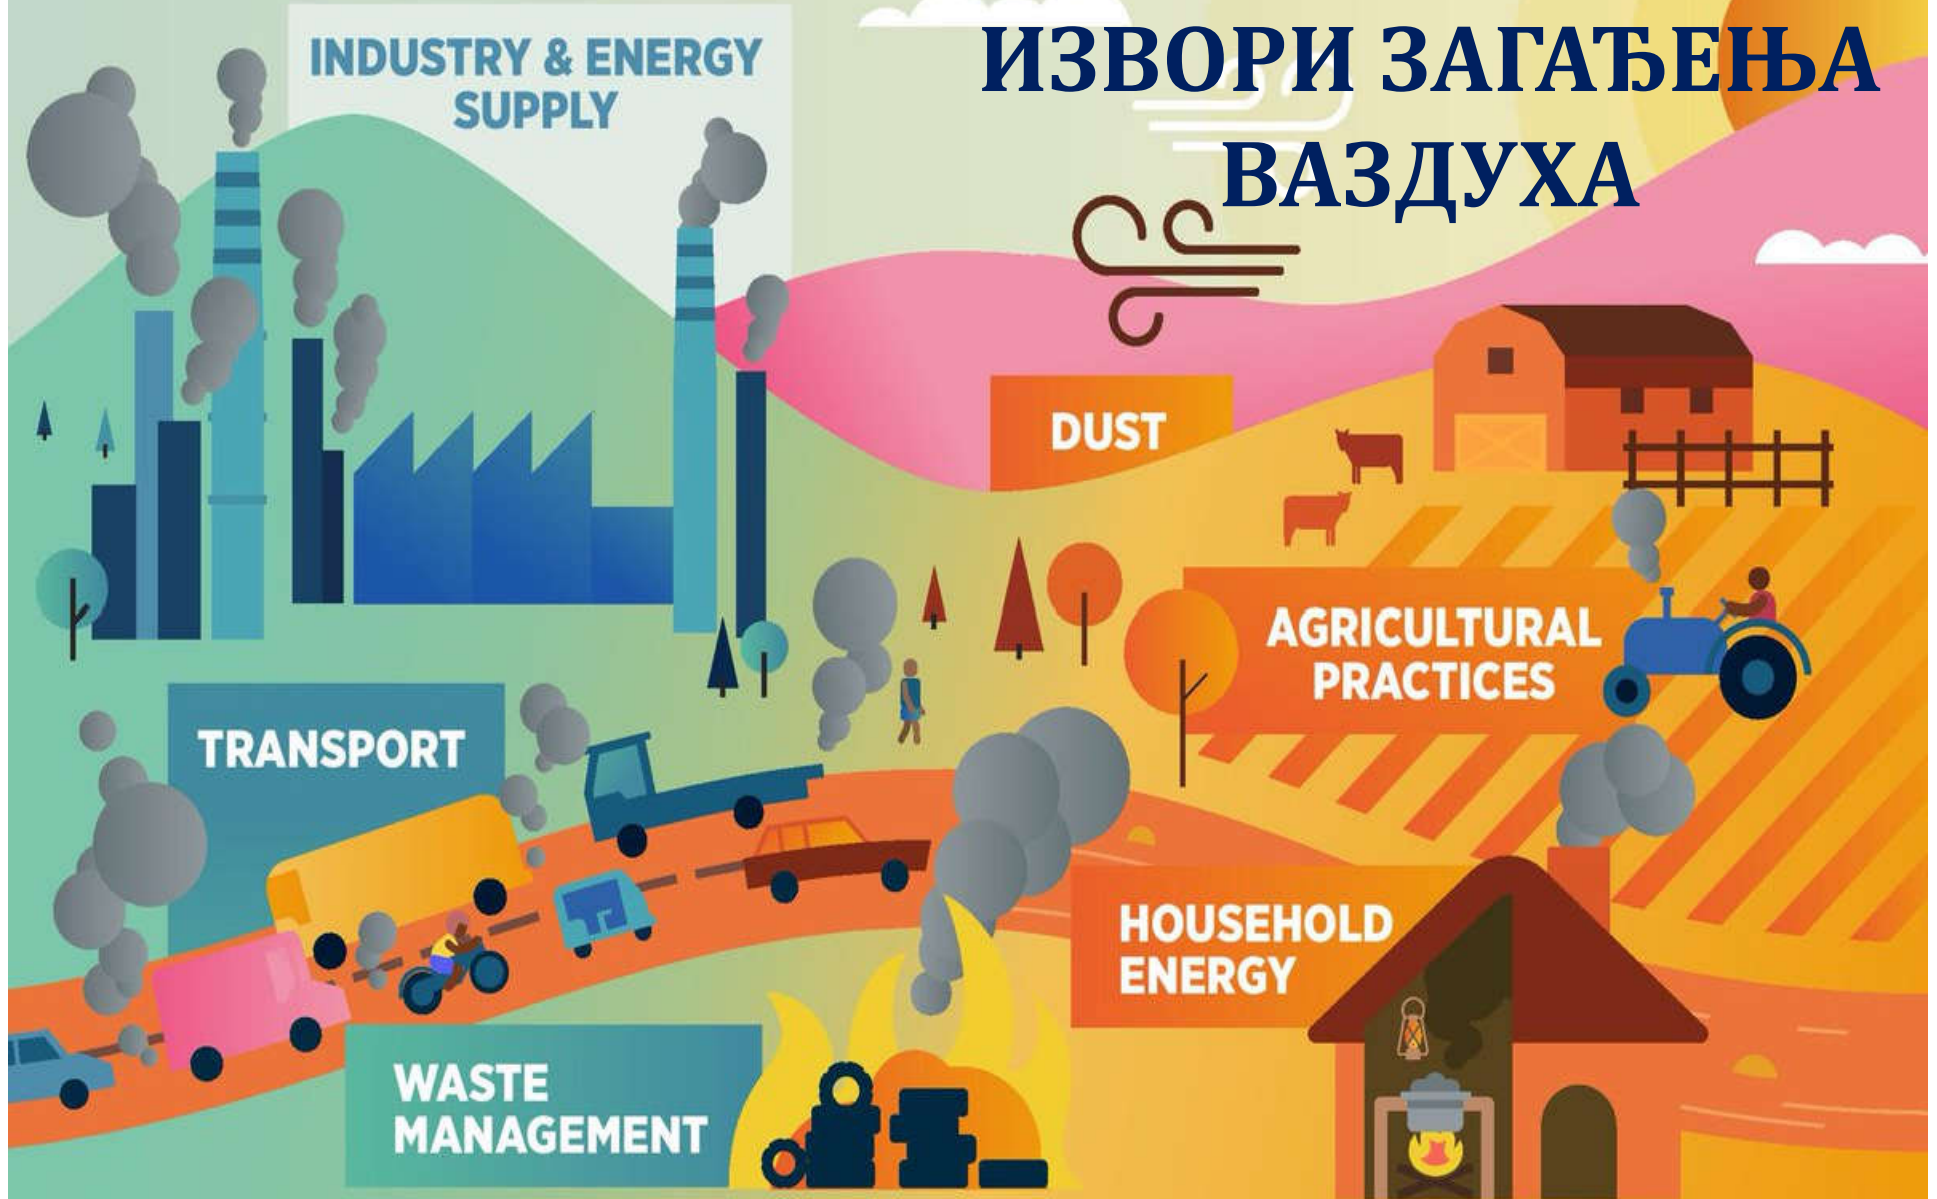 ИЗВОРИ ЗАГАЂЕЊА
ВАЗДУХА
INDUSTRY & ENERGY
SUPPLY
DUST
AGRICULTURAL
PRACTICES
TRANSPORT
HOUSEHOLD
ENERGY
WASTE
MANAGEMENT